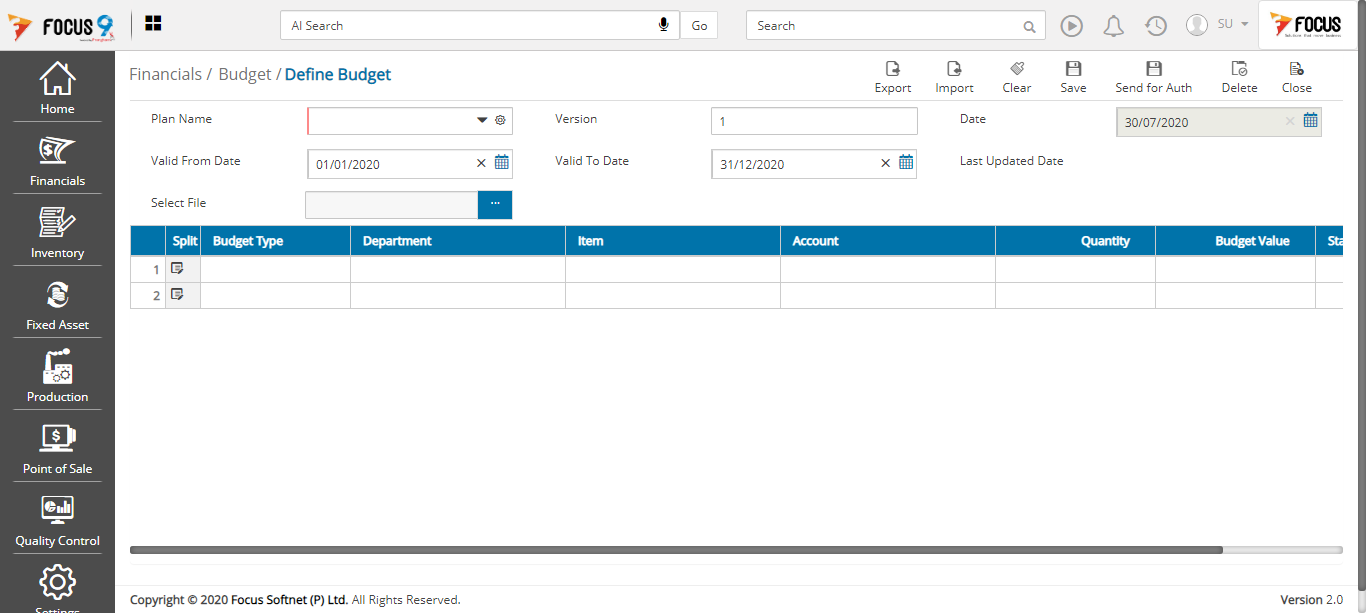 FOCUS 9
AI Search
Go
Search
SU
FOCUS
Home
Financials
Inventory
Fixed Asset
Production
Point of Sale
Quality Control
Settings
Financials / Budget / Define Budget
Export
Import
Clear
Save
Send for Auth
Delete
Close
Plan Name
Version 1
Date 30/07/2020
Valid From Date 01/01/2020
Valid To Date 31/12/2020
Last Updated Date
Select File ...
Split Budget Type Department Item Account Quantity Budget Value Sta
1
2
Copyright © 2020 Focus Softnet (P) Ltd. All Rights Reserved.
Version 2.0